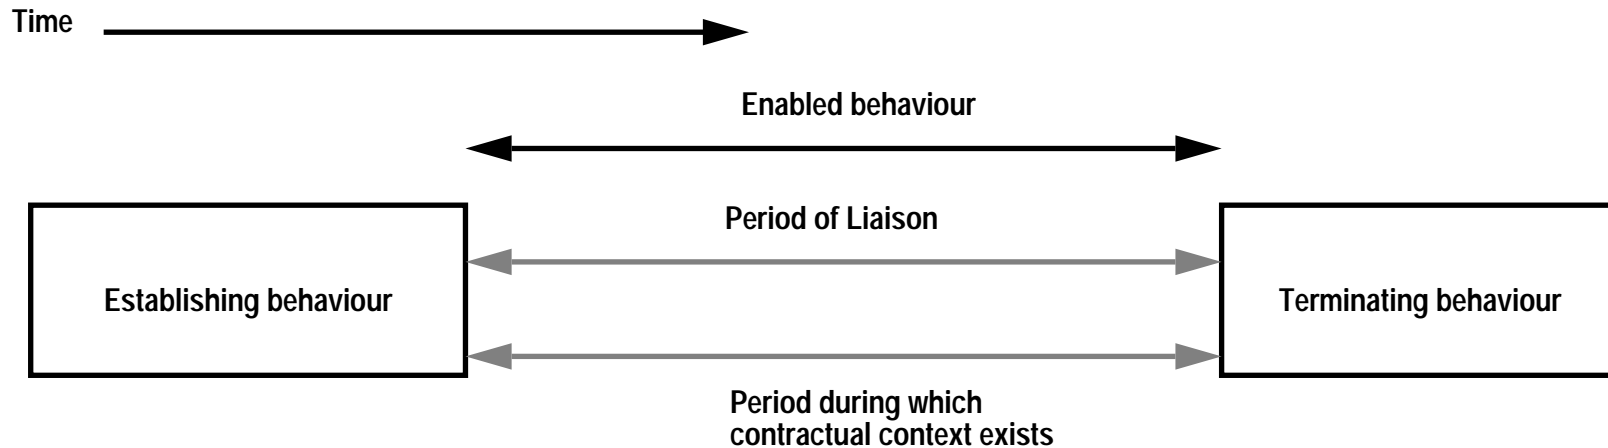 Time
Enabled behaviour
Period of Liaison
Establishing behaviour
Terminating behaviour
Period during which
contractual context exists